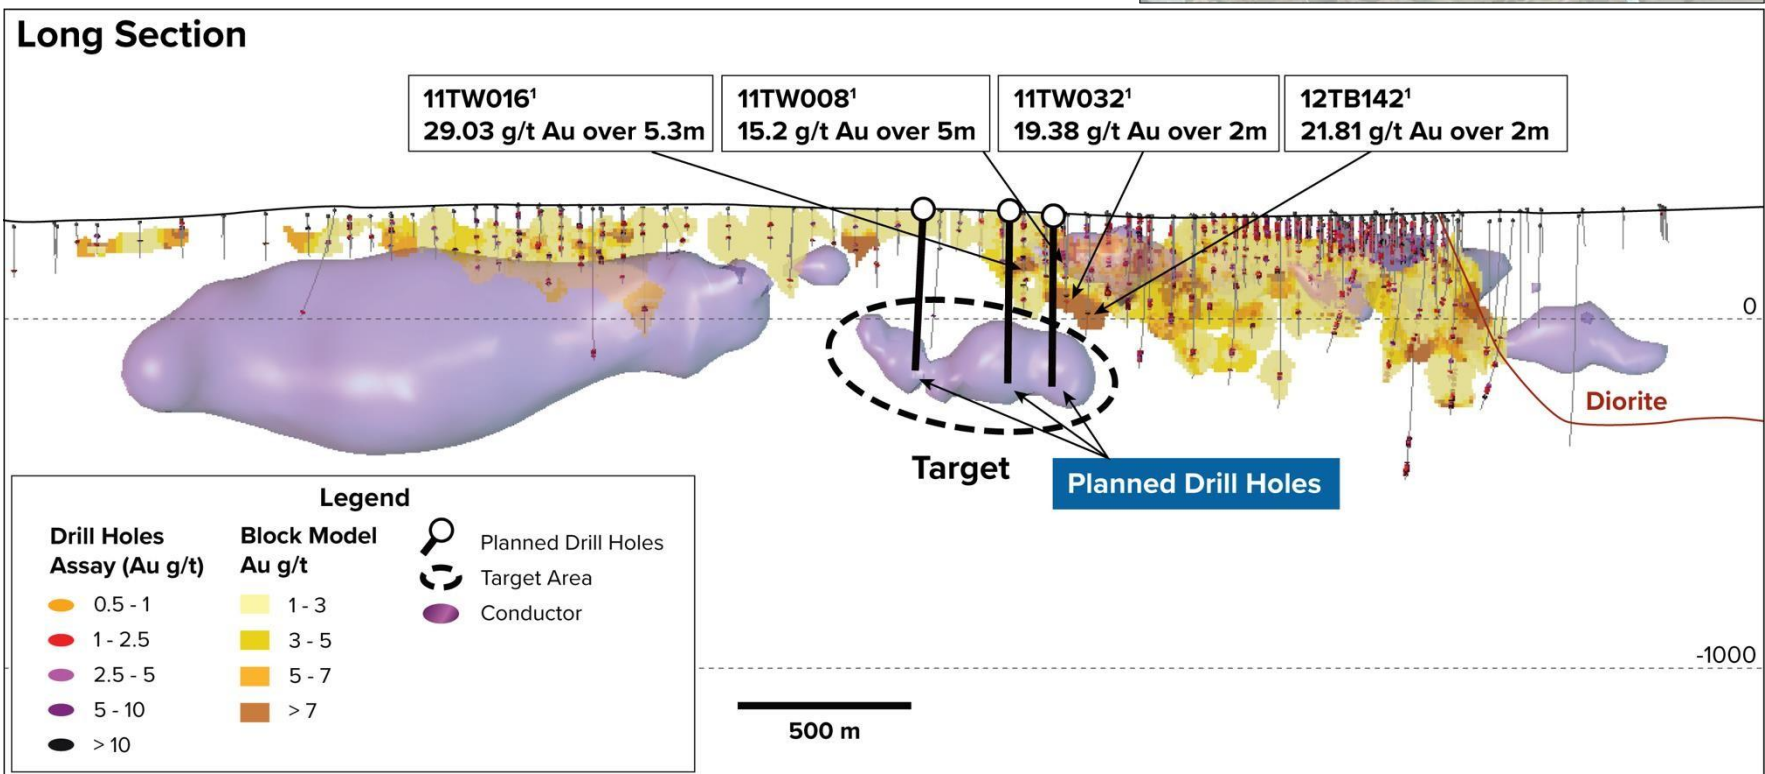 Long Section
11TW016¹
29.03 g/t Au over 5.3m
11TW008¹
15.2 g/t Au over 5m
11TW032¹
19.38 g/t Au over 2m
12TB142¹
21.81 g/t Au over 2m
0
Diorite
Target
Planned Drill Holes
-1000
500 m
Legend
Drill Holes
Assay (Au g/t)
0.5 - 1
1 - 2.5
2.5 - 5
5 - 10
> 10
Block Model
Au g/t
1 - 3
3 - 5
5 - 7
> 7
Planned Drill Holes
Target Area
Conductor